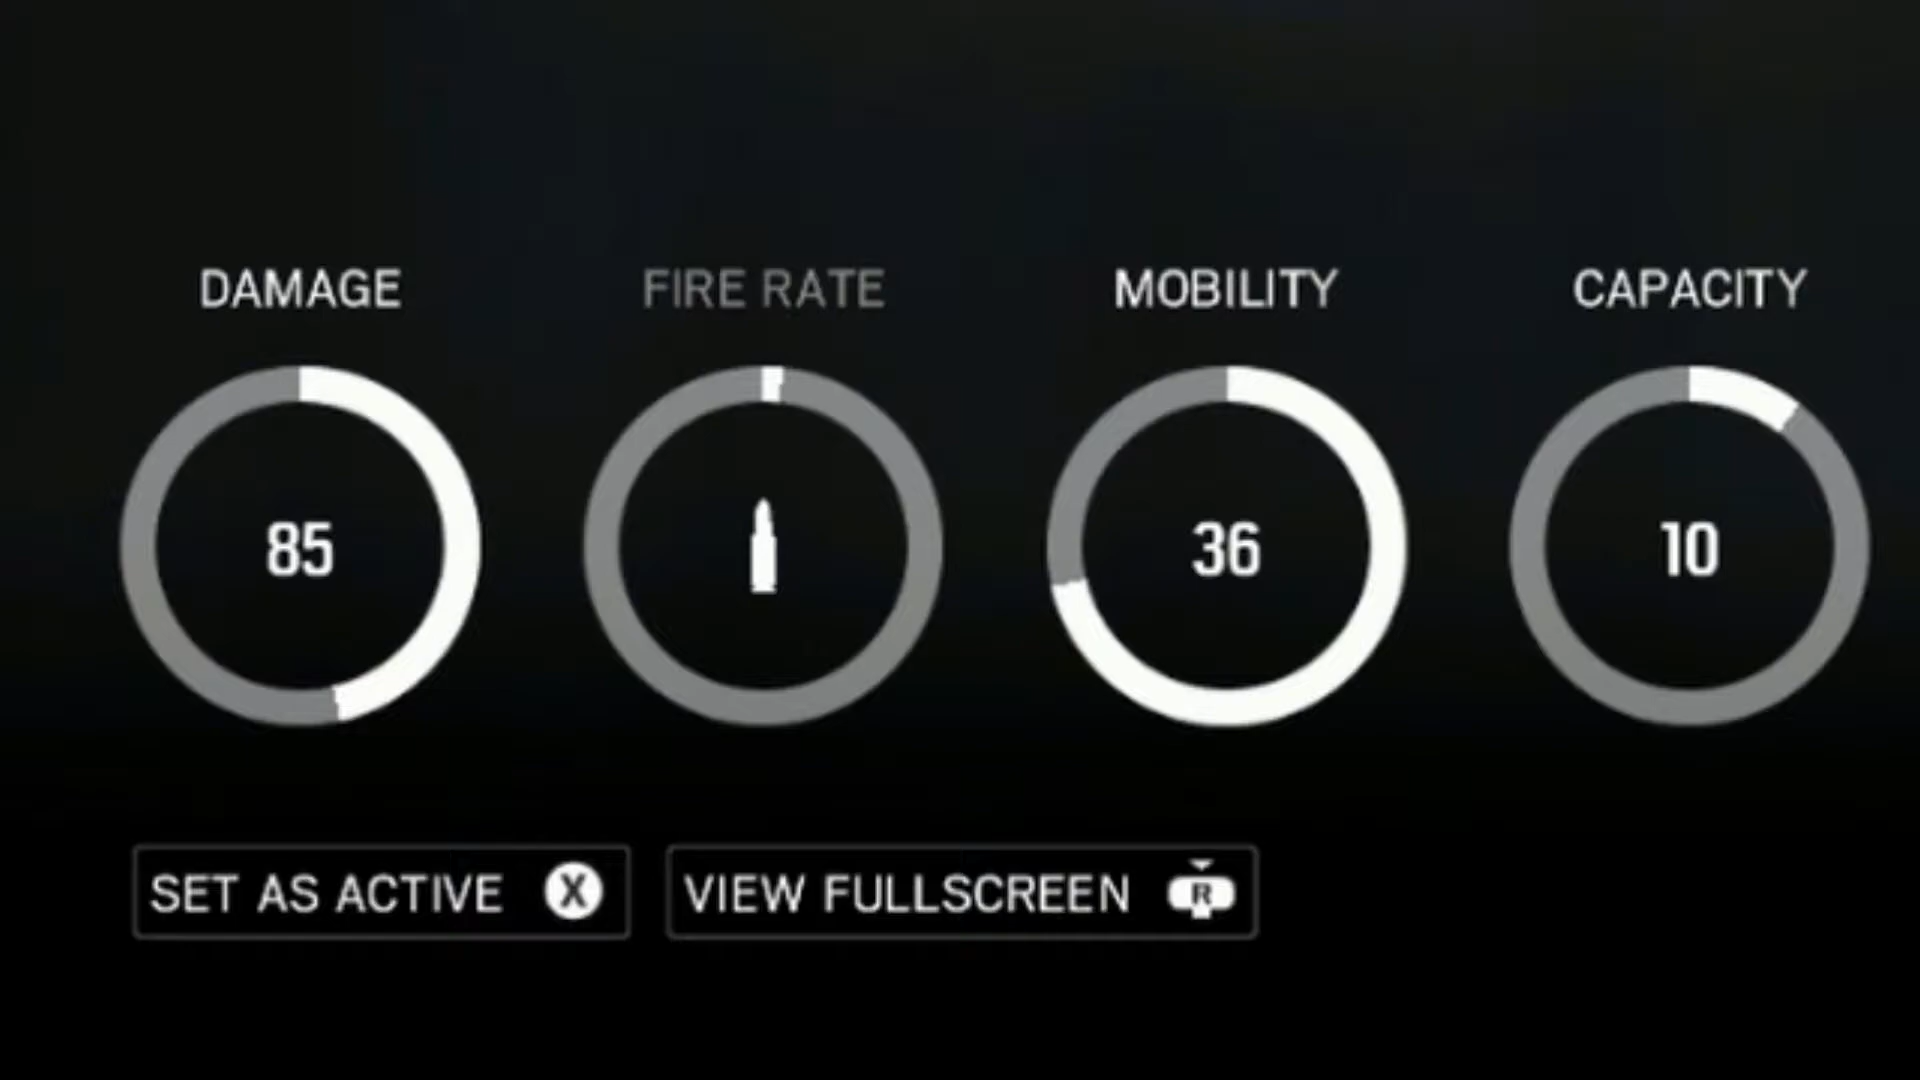 DAMAGE FIRE RATE MOBILITY CAPACITY
85 36 10
SET AS ACTIVE X VIEW FULLSCREEN R